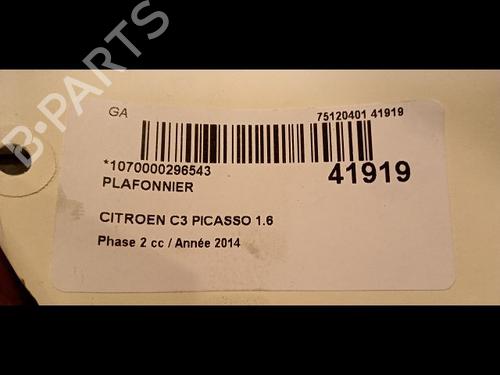 GA
75120401 41919
*1070000296543
41919
PLAFONNIER
CITROEN C3 PICASSO 1.6
Phase 2 cc / Année 2014
B-PARTS